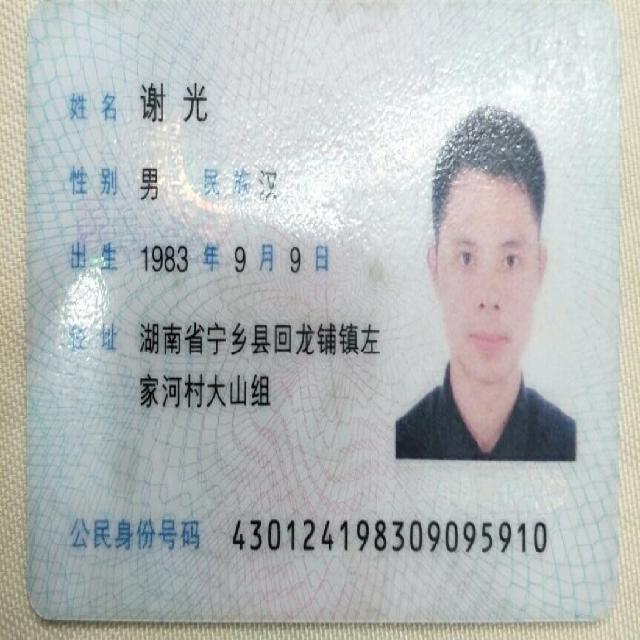 姓名 谢光
性别 男 民族 汉
出生 1983 年 9 月 9 日
住址 湖南省宁乡县回龙铺镇左
家河村大山组
公民身份号码 430124198309095910